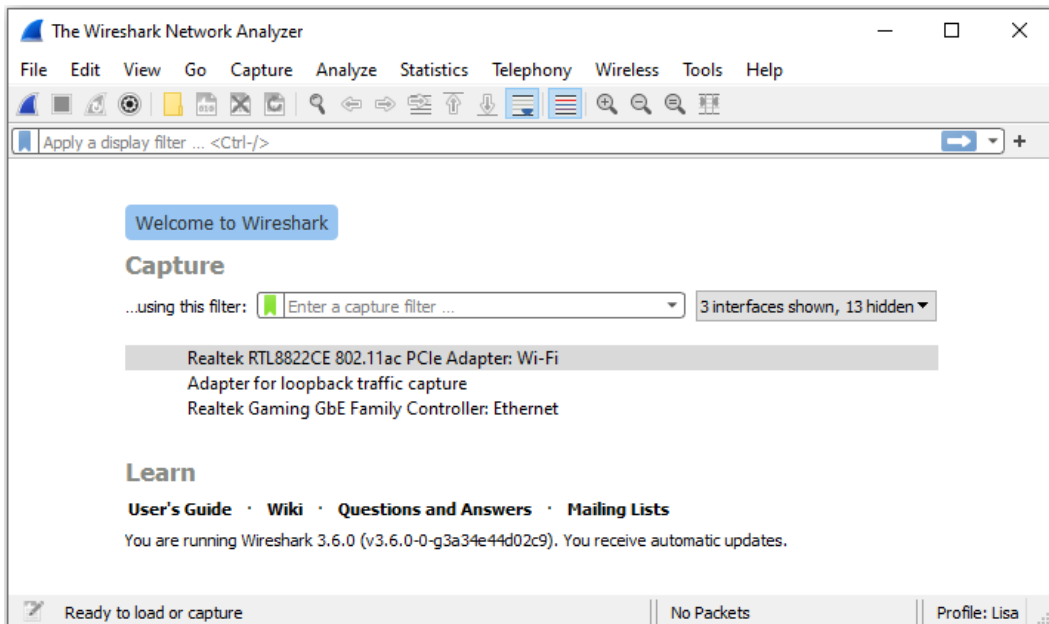 The Wireshark Network Analyzer
File Edit View Go Capture Analyze Statistics Telephony Wireless Tools Help
Apply a display filter ... <Ctrl-/>
Welcome to Wireshark
Capture
...using this filter: Enter a capture filter ... 3 interfaces shown, 13 hidden
Realtek RTL8822CE 802.11ac PCIe Adapter: Wi-Fi
Adapter for loopback traffic capture
Realtek Gaming GbE Family Controller: Ethernet
Learn
User's Guide · Wiki · Questions and Answers · Mailing Lists
You are running Wireshark 3.6.0 (v3.6.0-0-g3a34e44d02c9). You receive automatic updates.
Ready to load or capture No Packets Profile: Lisa